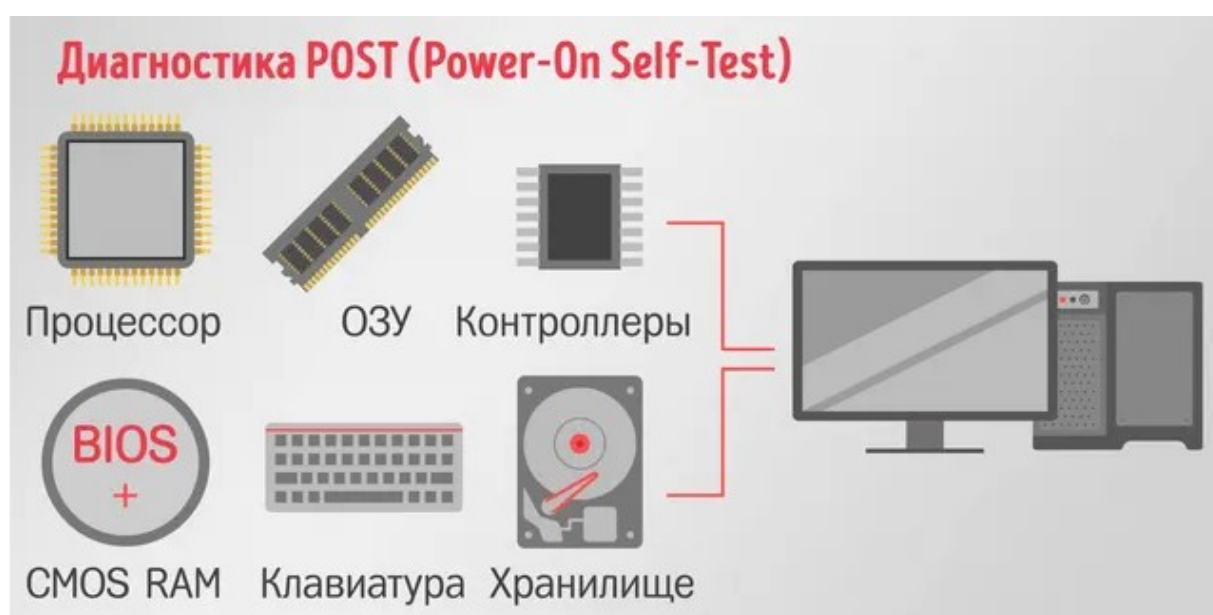 Диагностика POST (Power-On Self-Test)
Процессор
ОЗУ
Контроллеры
BIOS
+
CMOS RAM
Клавиатура
Хранилище